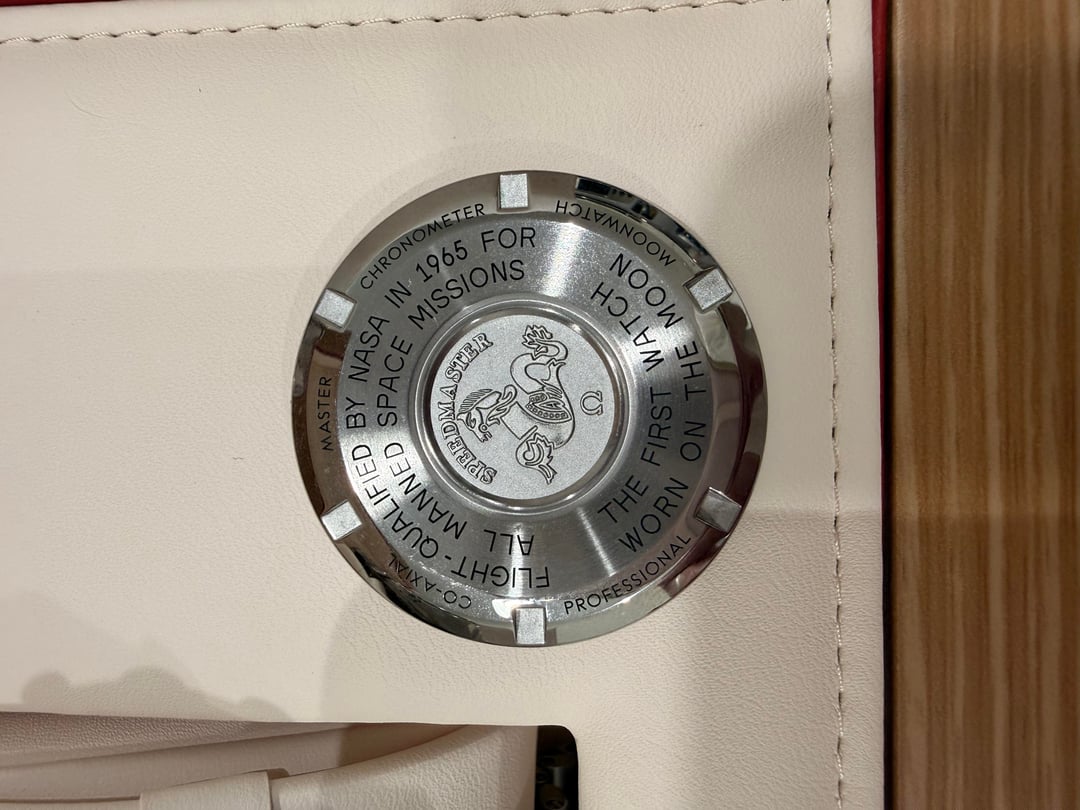 CO-AXIAL MASTER CHRONOMETER
MOONWATCH PROFESSIONAL
FLIGHT-QUALIFIED BY NASA IN 1965 FOR
ALL MANNED SPACE MISSIONS
THE FIRST WATCH
WORN ON THE MOON
SPEEDMASTER
Ω